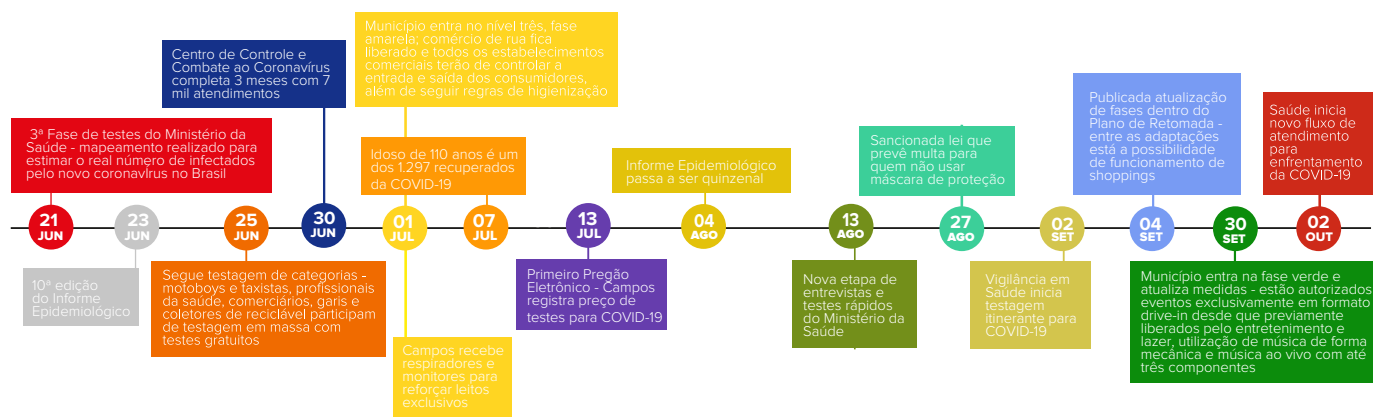 Município entra no nível três, fase
amarela; comércio de rua fica
liberado e todos os estabelecimentos
comerciais terão de controlar a
entrada e saída dos consumidores,
além de seguir regras de higienização
Centro de Controle e
Combate ao Coronavírus
completa 3 meses com 7
mil atendimentos
3ª Fase de testes do Ministério da
Saúde - mapeamento realizado para
estimar o real número de infectados
pelo novo coronavírus no Brasil
Idoso de 110 anos é um
dos 1.297 recuperados
da COVID-19
Informe Epidemiológico
passa a ser quinzenal
Sancionada lei que
prevê multa para
quem não usar
máscara de proteção
Publicada atualização
de fases dentro do
Plano de Retomada -
entre as adaptações
está a possibilidade
de funcionamento de
shoppings
Saúde inicia
novo fluxo de
atendimento
para
enfrentamento
da COVID-19
21
JUN
23
JUN
25
JUN
30
JUN
01
JUL
07
JUL
13
JUL
04
AGO
13
AGO
27
AGO
02
SET
04
SET
30
SET
02
OUT
10ª edição
do Informe
Epidemiológico
Segue testagem de categorias -
motoboys e taxistas, profissionais
da saúde, comerciários, garis e
coletores de reciclável participam
de testagem em massa com
testes gratuitos
Campos recebe
respiradores e
monitores para
reforçar leitos
exclusivos
Primeiro Pregão
Eletrônico - Campos
registra preço de
testes para COVID-19
Nova etapa de
entrevistas e
testes rápidos
do Ministério da
Saúde
Vigilância em
Saúde inicia
testagem
itinerante para
COVID-19
Município entra na fase verde e
atualiza medidas - estão autorizados
eventos exclusivamente em formato
drive-in desde que previamente
liberados pelo entretenimento e
lazer, utilização de música de forma
mecânica e música ao vivo com até
três componentes